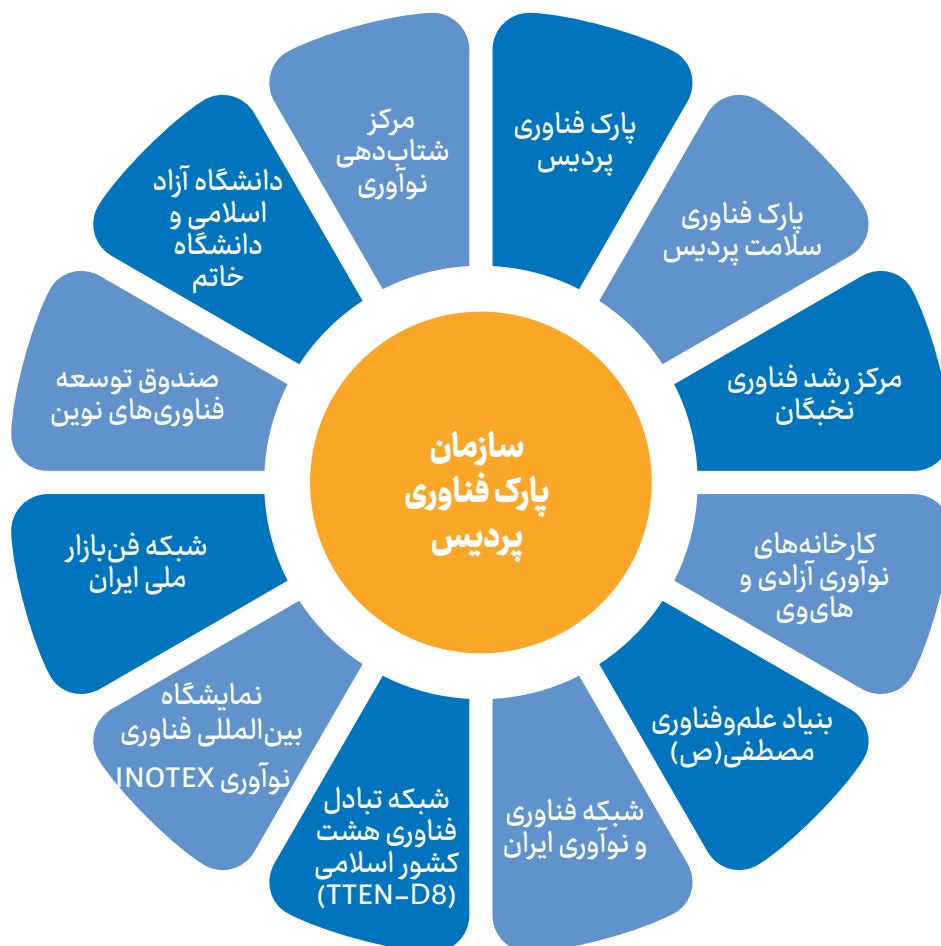 سازمان
پارک فناوری
پردیس
پارک فناوری
پردیس
پارک فناوری
سلامت پردیس
مرکز رشد فناوری
نخبگان
کارخانه‌های
نوآوری آزادی و
های‌وی
بنیاد علم‌وفناوری
مصطفی(ص)
شبکه فناوری
و نوآوری ایران
شبکه تبادل
فناوری هشت
کشور اسلامی
(TTEN-D8)
نمایشگاه
بین‌المللی فناوری
نوآوری INOTEX
شبکه فن‌بازار
ملی ایران
صندوق توسعه
فناوری‌های نوین
دانشگاه آزاد
اسلامی و
دانشگاه
خاتم
مرکز
شتاب‌دهی
نوآوری